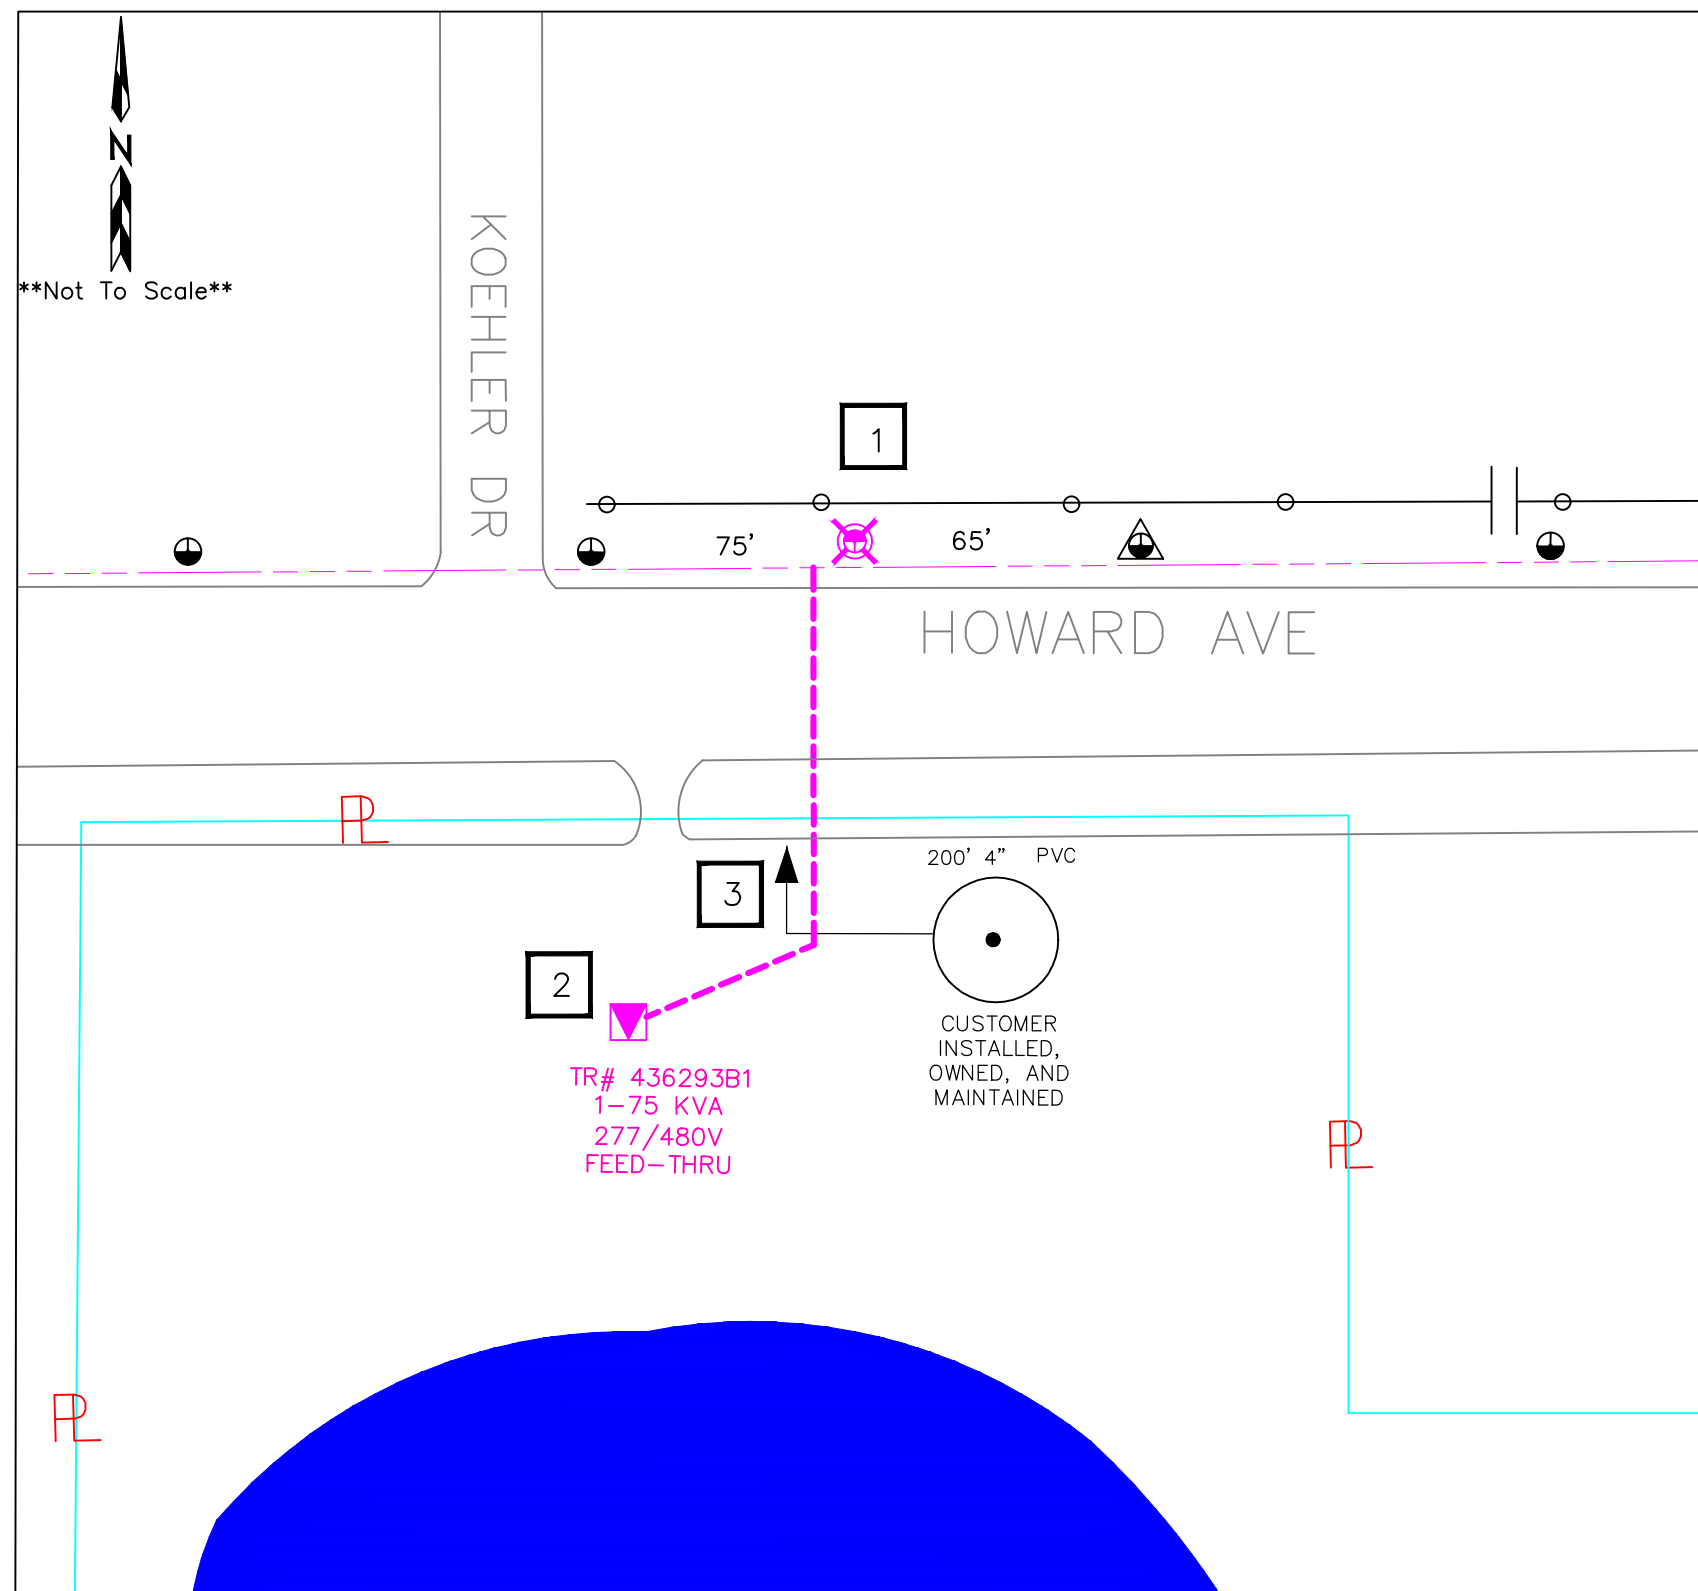 N
**Not To Scale**
KOEHLER DR
1
75'
65'
HOWARD AVE
PL
3
200' 4" PVC
2
CUSTOMER
INSTALLED,
OWNED, AND
MAINTAINED
TR# 436293B1
1-75 KVA
277/480V
FEED-THRU
PL
PL